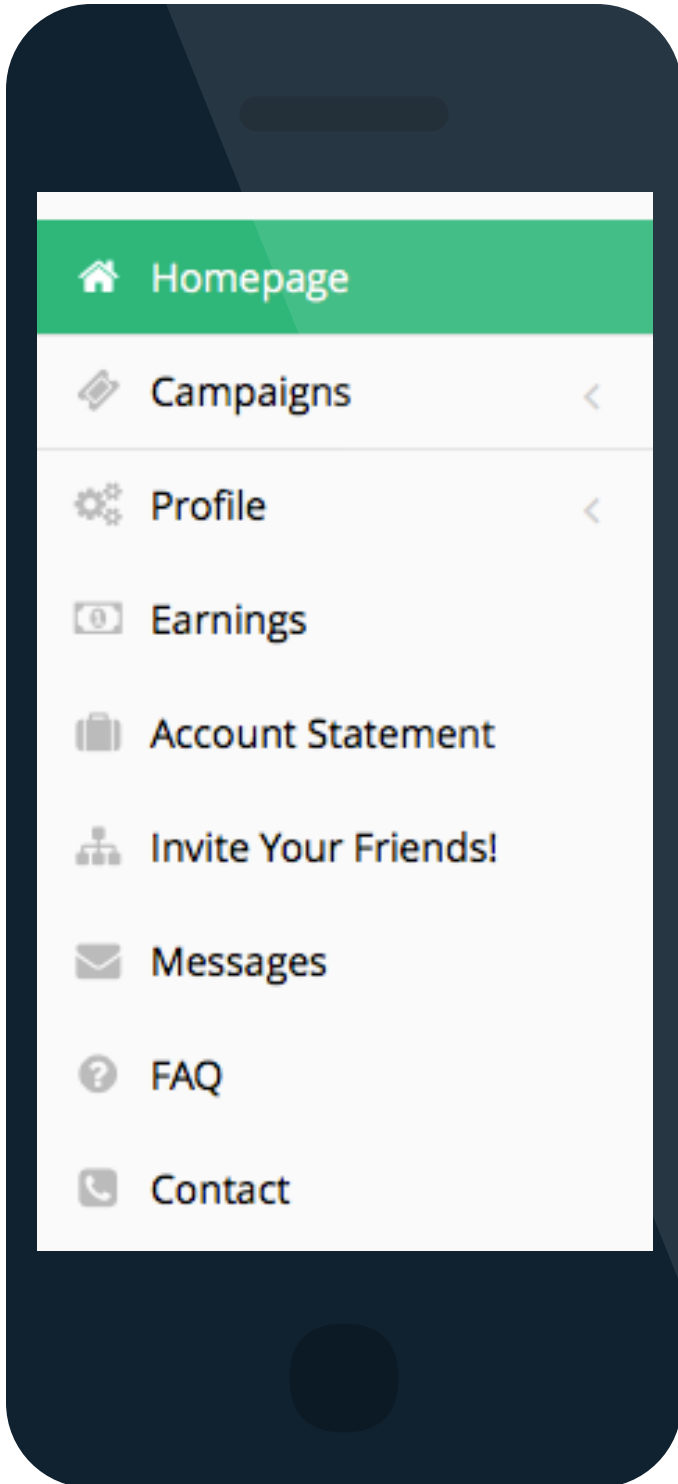 Homepage
Campaigns
Profile
Earnings
Account Statement
Invite Your Friends!
Messages
FAQ
Contact